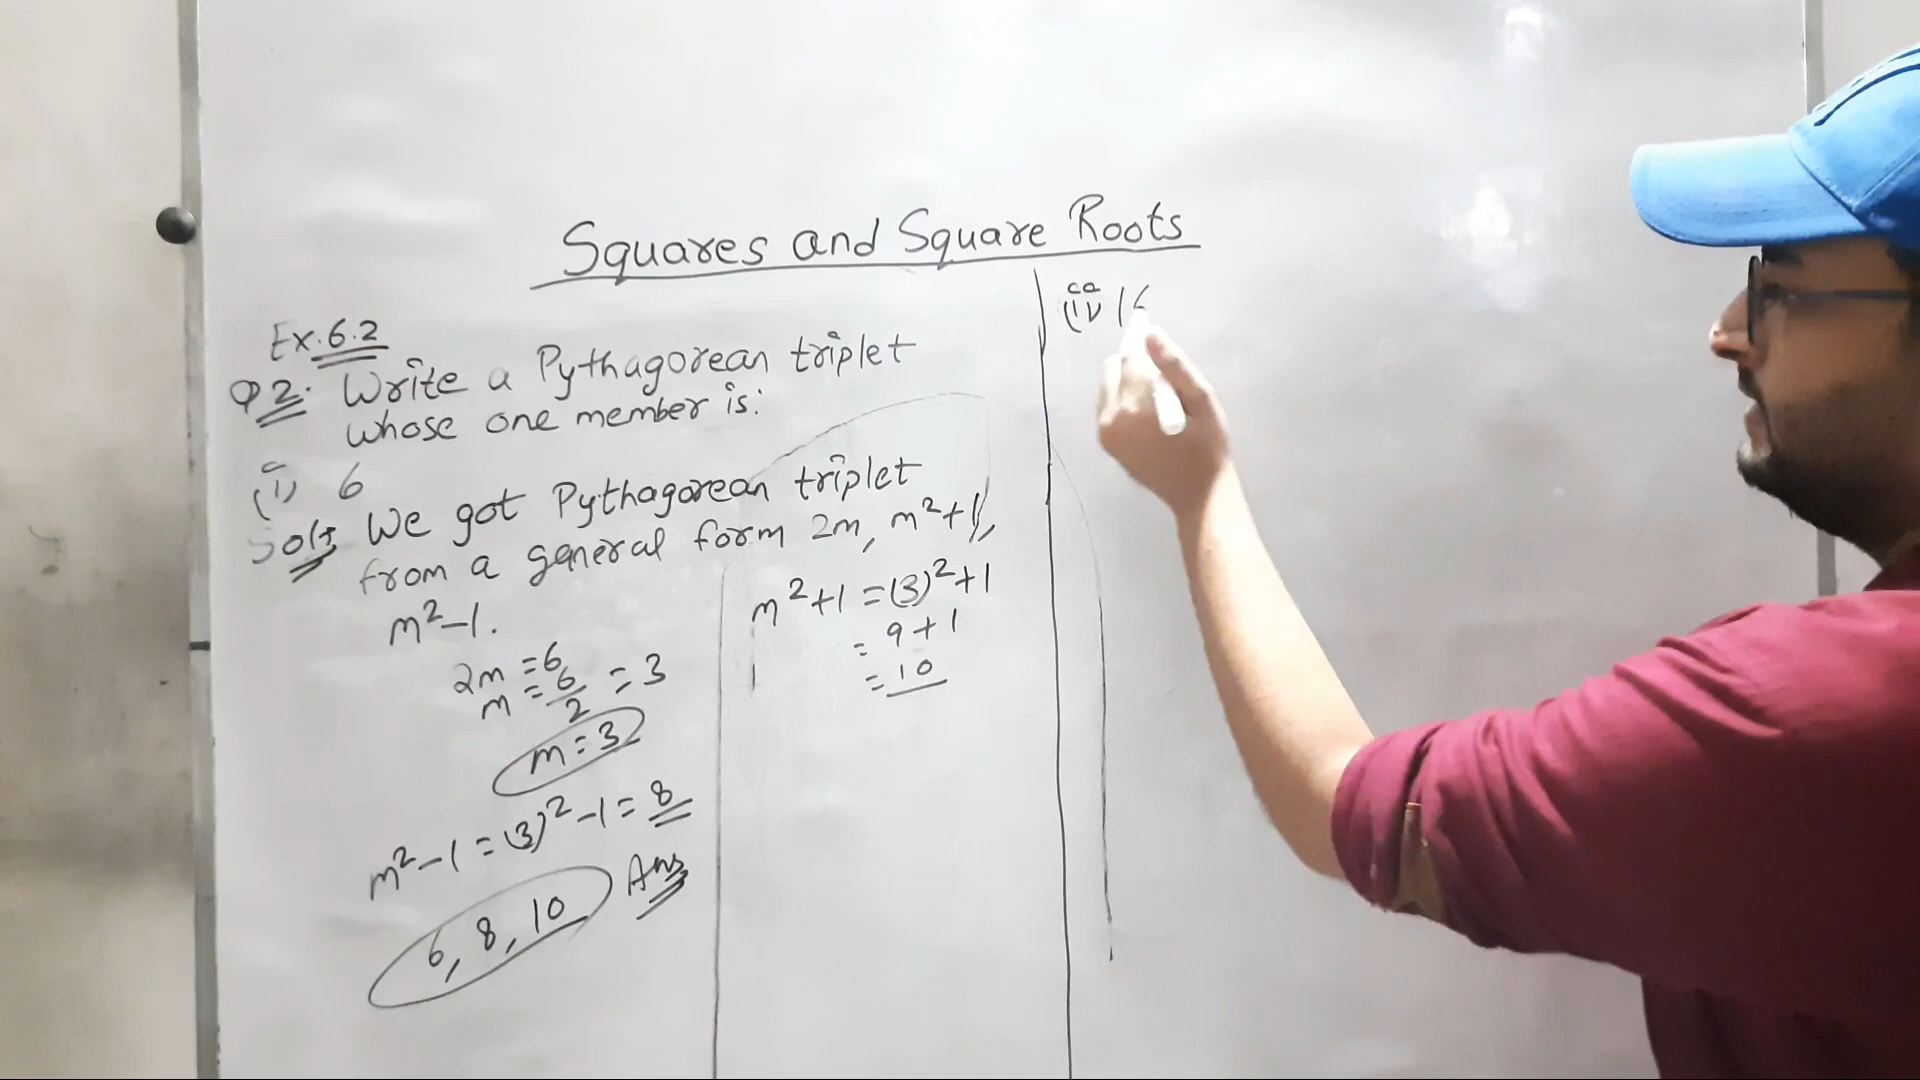 Squares and Square Roots
Ex.6.2
Q2. Write a Pythagorean triplet
whose one member is:
(i) 6
Sol: We got Pythagorean triplet
from a general form 2m, m²+1,
m²-1.
2m = 6
m = 6/2 = 3
m = 3
m²-1 = (3)²-1 = 8
6, 8, 10 Ans
m²+1 = (3)²+1
= 9+1
= 10
(iv) 16